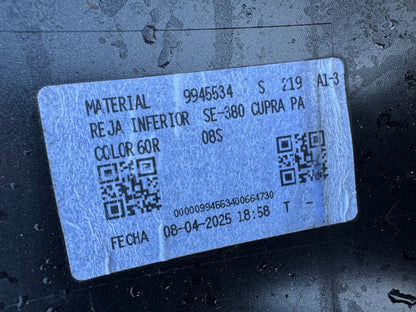 MATERIAL 9945534 S 219 A1-3
REJA INFERIOR SE-380 CUPRA PA
COLOR 60R 08S
00000994553400664730
FECHA 08-04-2025 18:58 T -